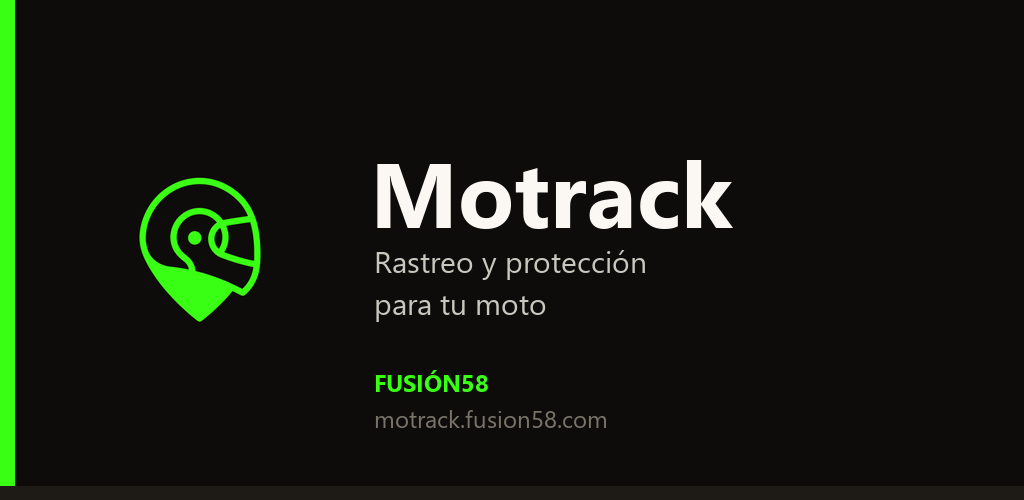 Motrack
Rastreo y protección
para tu moto
FUSIÓN58
motrack.fusion58.com